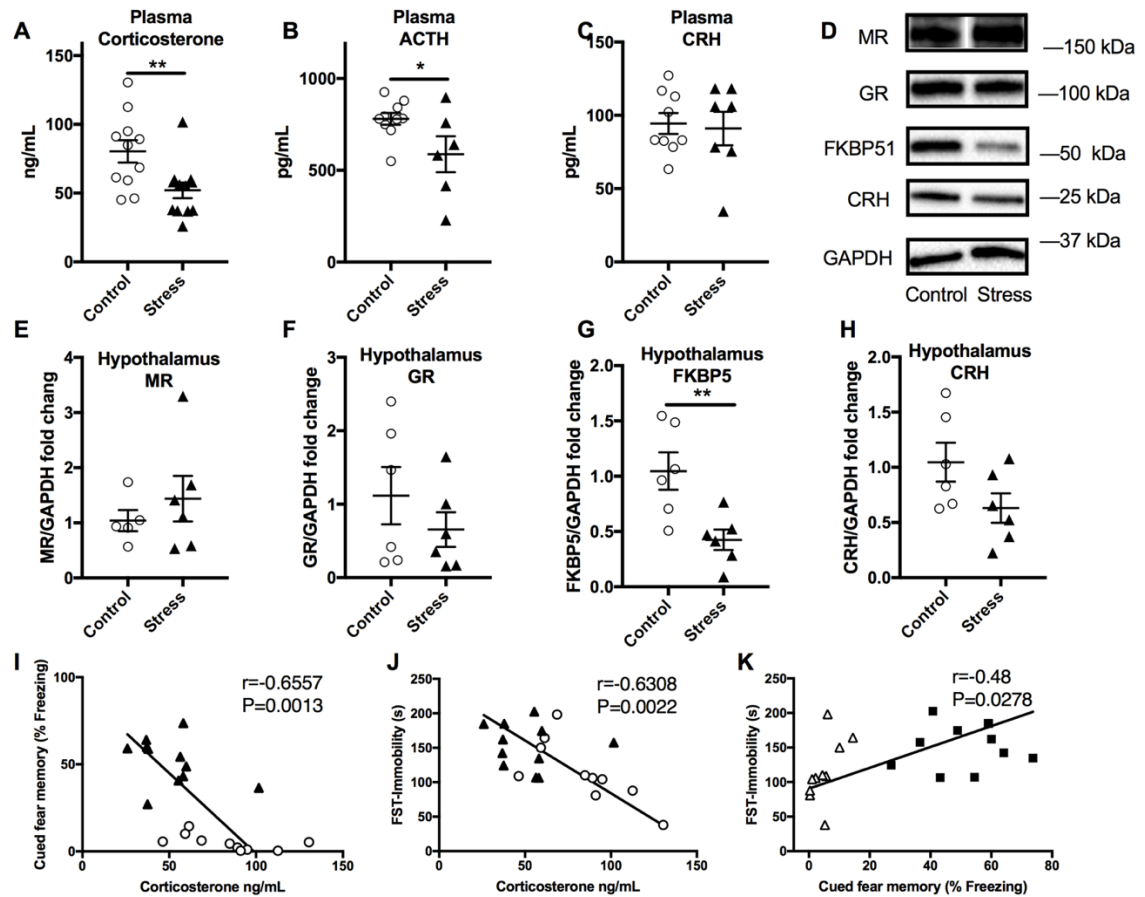 A
Plasma
Corticosterone
**
ng/mL
150
100
50
0
Control
Stress
B
Plasma
ACTH
*
pg/mL
1000
500
0
Control
Stress
C
Plasma
CRH
pg/mL
150
100
50
0
Control
Stress
D
MR
—150 kDa
GR
—100 kDa
FKBP51
—50 kDa
CRH
—25 kDa
—37 kDa
GAPDH
Control Stress
E
Hypothalamus
MR
MR/GAPDH fold chang
4
3
2
1
0
Control
Stress
F
Hypothalamus
GR
GR/GAPDH fold change
3
2
1
0
Control
Stress
G
Hypothalamus
FKBP5
**
FKBP5/GAPDH fold change
2.0
1.5
1.0
0.5
0.0
Control
Stress
H
Hypothalamus
CRH
CRH/GAPDH fold change
2.0
1.5
1.0
0.5
0.0
Control
Stress
I
r=-0.6557
P=0.0013
Cued fear memory (% Freezing)
100
50
0
0 50 100 150
Corticosterone ng/mL
J
r=-0.6308
P=0.0022
FST-Immobility (s)
250
200
150
100
50
0
0 50 100 150
Corticosterone ng/mL
K
r=-0.48
P=0.0278
FST-Immobility (s)
250
200
150
100
50
0
0 20 40 60 80
Cued fear memory (% Freezing)